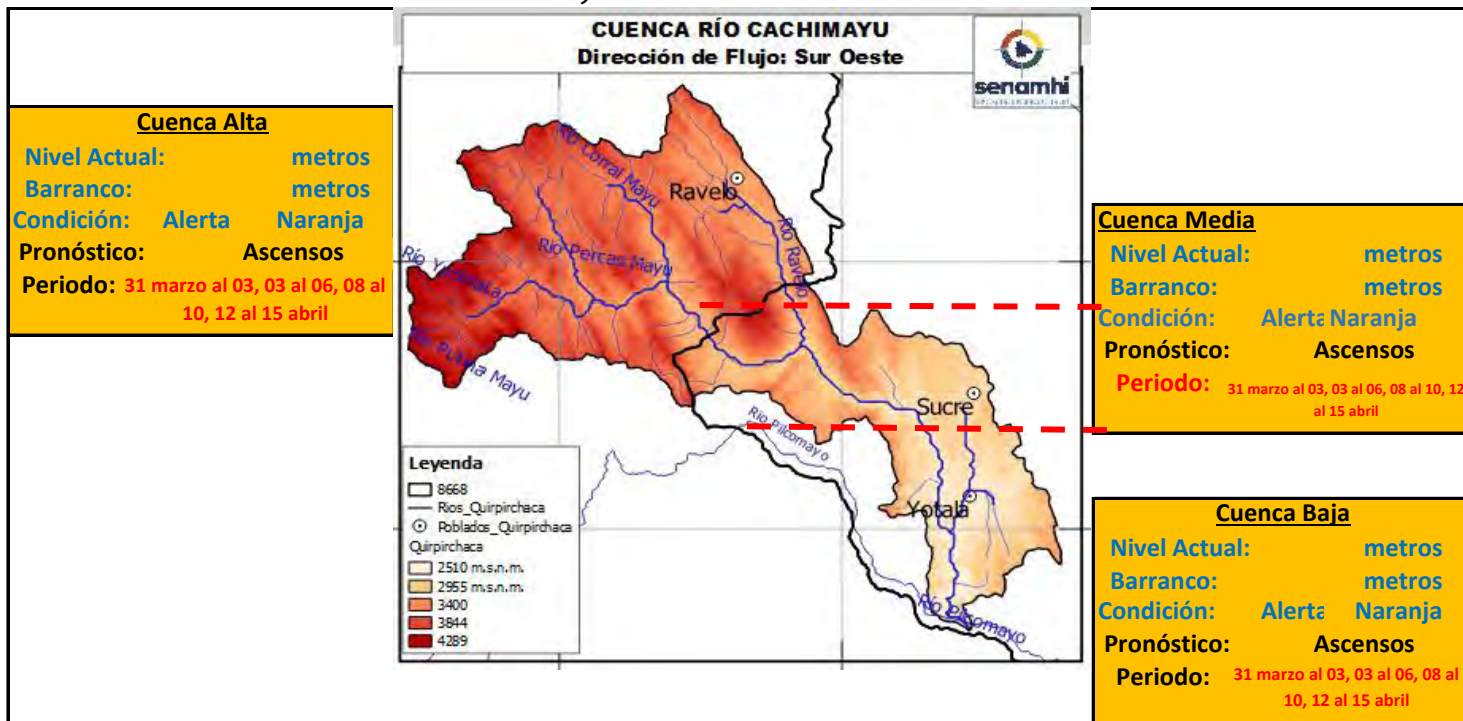 CUENCA RÍO CACHIMAYU
Dirección de Flujo: Sur Oeste
senamhi
Cuenca Alta
Nivel Actual: metros
Barranco: metros
Condición: Alerta Naranja
Pronóstico: Ascensos
Periodo: 31 marzo al 03, 03 al 06, 08 al
10, 12 al 15 abril
Río Corral Mayu
Ravelo
Río Ravelo
Río Percas Mayu
Mayu
Sucre
Río Pilcomayo
Yotala
Río Pilcomayo
Leyenda
8668
Rios_Quirpirchaca
Poblados_Quirpirchaca
Quirpirchaca
2510 m.s.n.m.
2955 m.s.n.m.
3400
3844
4289
Cuenca Media
Nivel Actual: metros
Barranco: metros
Condición: Alerta Naranja
Pronóstico: Ascensos
Periodo: 31 marzo al 03, 03 al 06, 08 al 10, 12
al 15 abril
Cuenca Baja
Nivel Actual: metros
Barranco: metros
Condición: Alerta Naranja
Pronóstico: Ascensos
Periodo: 31 marzo al 03, 03 al 06, 08 al
10, 12 al 15 abril